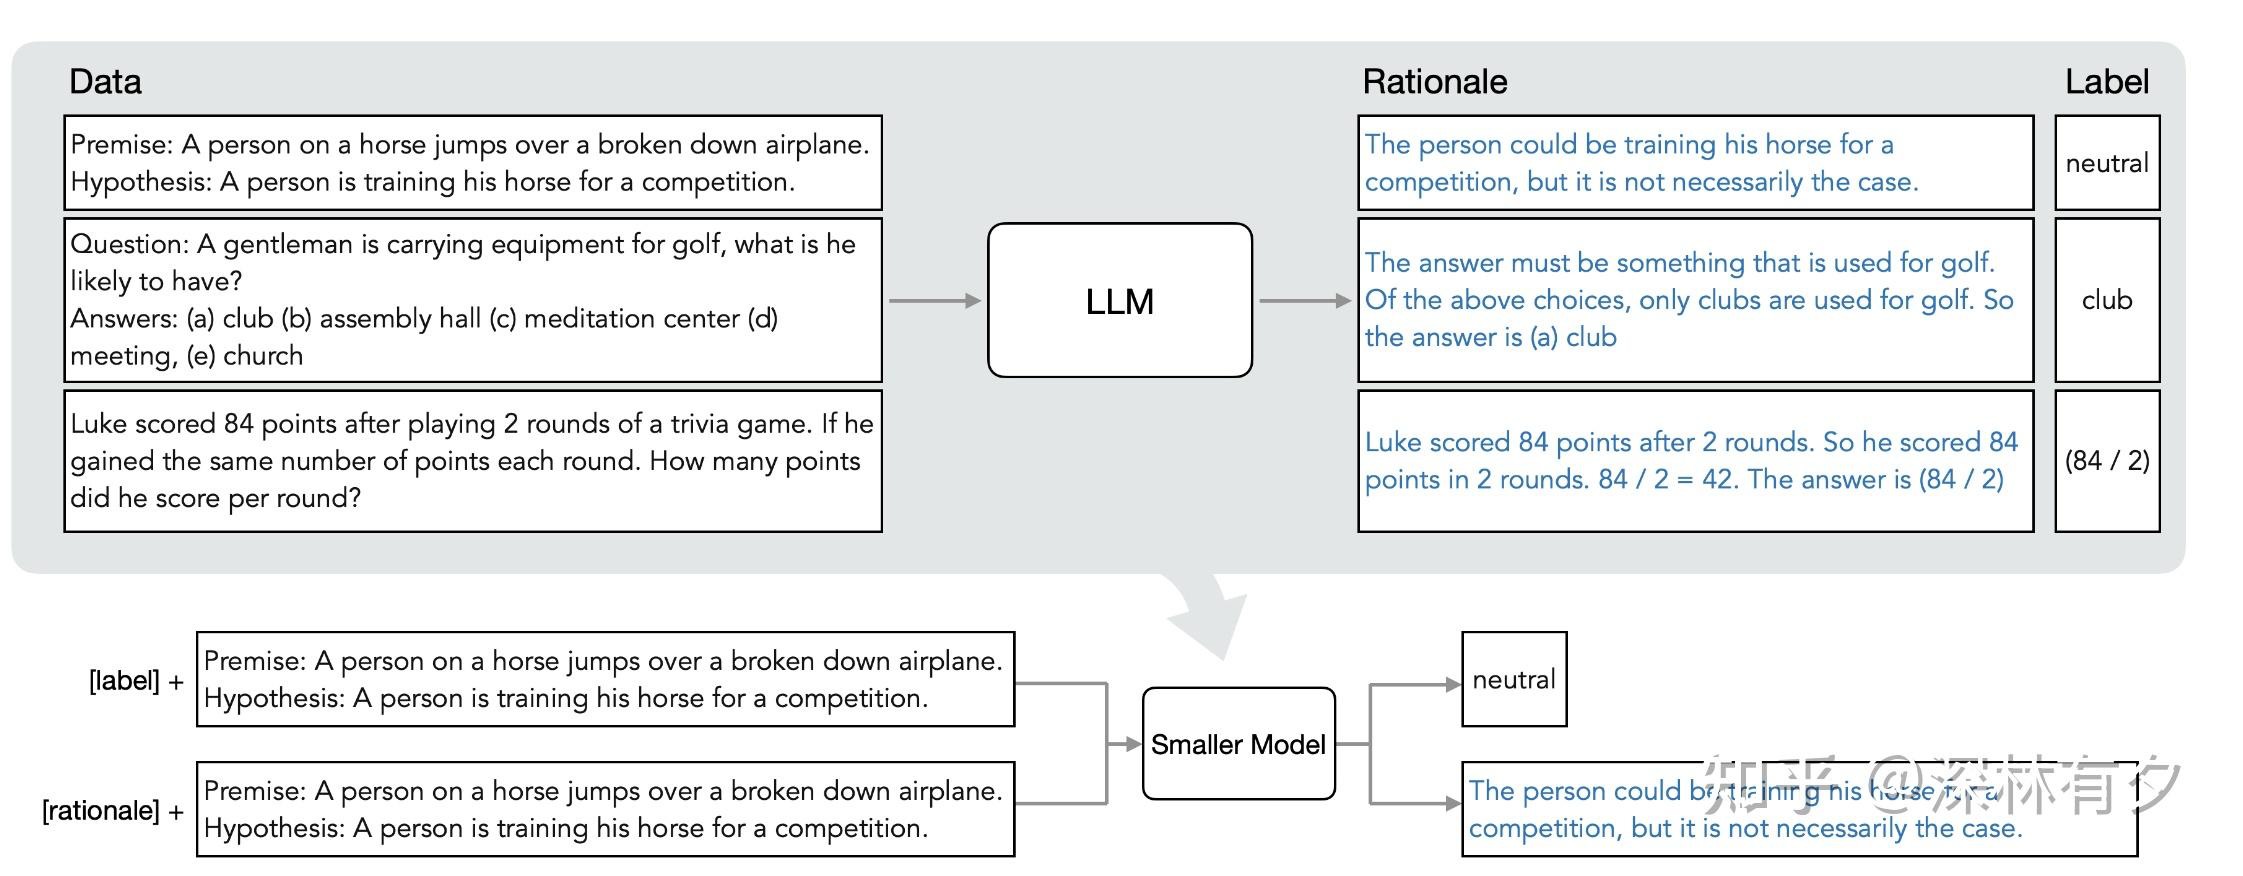 Data
Rationale
Label
Premise: A person on a horse jumps over a broken down airplane.
Hypothesis: A person is training his horse for a competition.
The person could be training his horse for a
competition, but it is not necessarily the case.
neutral
Question: A gentleman is carrying equipment for golf, what is he
likely to have?
Answers: (a) club (b) assembly hall (c) meditation center (d)
meeting, (e) church
LLM
The answer must be something that is used for golf.
Of the above choices, only clubs are used for golf. So
the answer is (a) club
club
Luke scored 84 points after playing 2 rounds of a trivia game. If he
gained the same number of points each round. How many points
did he score per round?
Luke scored 84 points after 2 rounds. So he scored 84
points in 2 rounds. 84 / 2 = 42. The answer is (84 / 2)
(84 / 2)
[label] +
Premise: A person on a horse jumps over a broken down airplane.
Hypothesis: A person is training his horse for a competition.
[rationale] +
Premise: A person on a horse jumps over a broken down airplane.
Hypothesis: A person is training his horse for a competition.
Smaller Model
neutral
The person could be training his horse for a
competition, but it is not necessarily the case.
知乎 @深林有夕